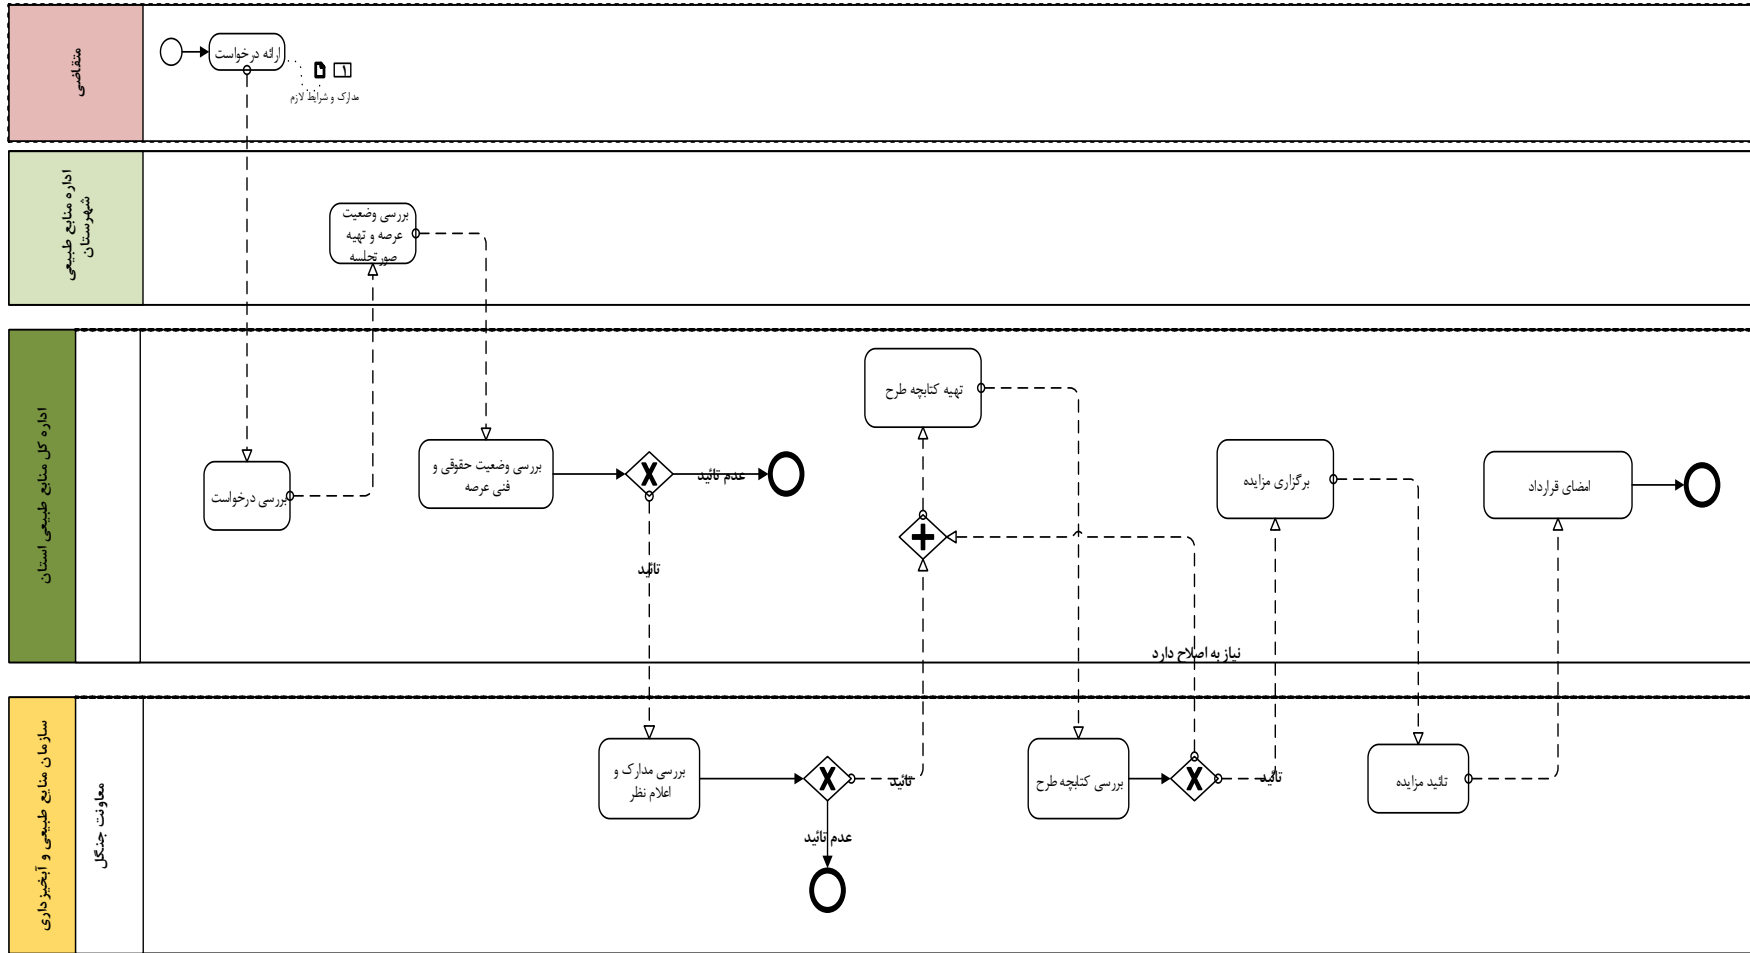 متقاضی
ارائه درخواست
۱
مدارک و شرایط لازم
اداره منابع طبیعی
شهرستان
بررسی وضعیت
عرصه و تهیه
صورتجلسه
اداره کل منابع طبیعی استان
بررسی درخواست
بررسی وضعیت حقوقی و
فنی عرصه
X
عدم تائید
تائید
تهیه کتابچه طرح
برگزاری مزایده
امضای قرارداد
نیاز به اصلاح دارد
سازمان منابع طبیعی و آبخیزداری
معاونت جنگل
بررسی مدارک و
اعلام نظر
X
تائید
عدم تائید
بررسی کتابچه طرح
X
تائید
تائید مزایده